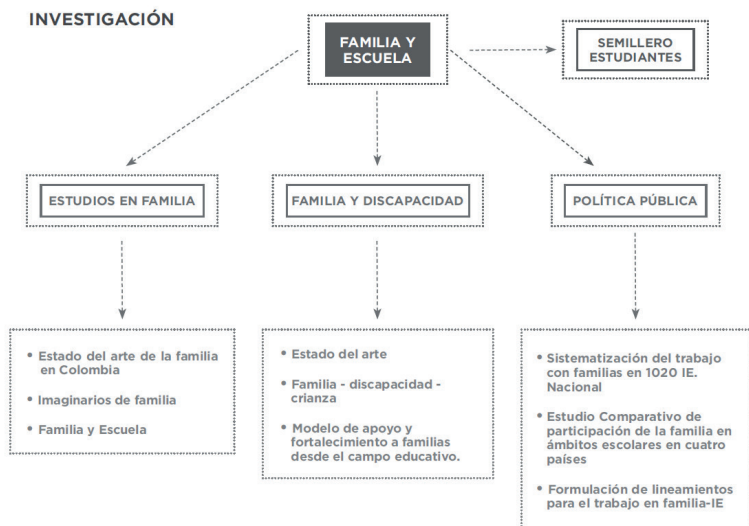 INVESTIGACIÓN
FAMILIA Y
ESCUELA
SEMILLERO
ESTUDIANTES
ESTUDIOS EN FAMILIA
FAMILIA Y DISCAPACIDAD
POLÍTICA PÚBLICA
• Estado del arte de la familia
en Colombia
• Imaginarios de familia
• Familia y Escuela
• Estado del arte
• Familia - discapacidad -
crianza
• Modelo de apoyo y
fortalecimiento a familias
desde el campo educativo.
• Sistematización del trabajo
con familias en 1020 IE.
Nacional
• Estudio Comparativo de
participación de la familia en
ámbitos escolares en cuatro
países
• Formulación de lineamientos
para el trabajo en familia-IE